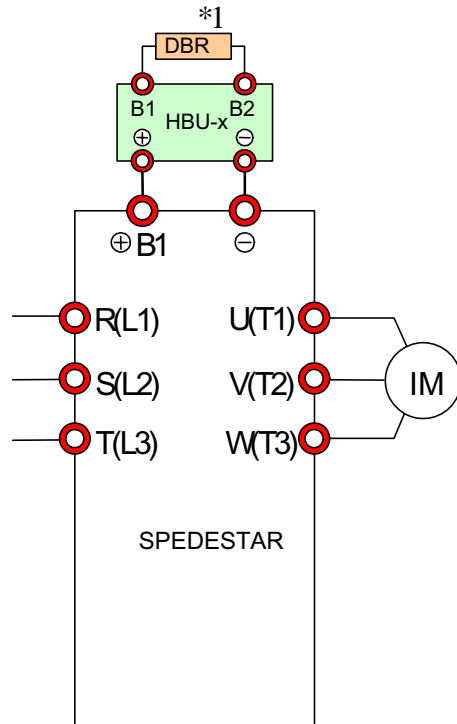 *1
DBR
B1 B2
HBU-x
⊕ ⊖
⊕ B1 ⊖
R(L1) U(T1)
S(L2) V(T2) IM
T(L3) W(T3)
SPEDESTAR